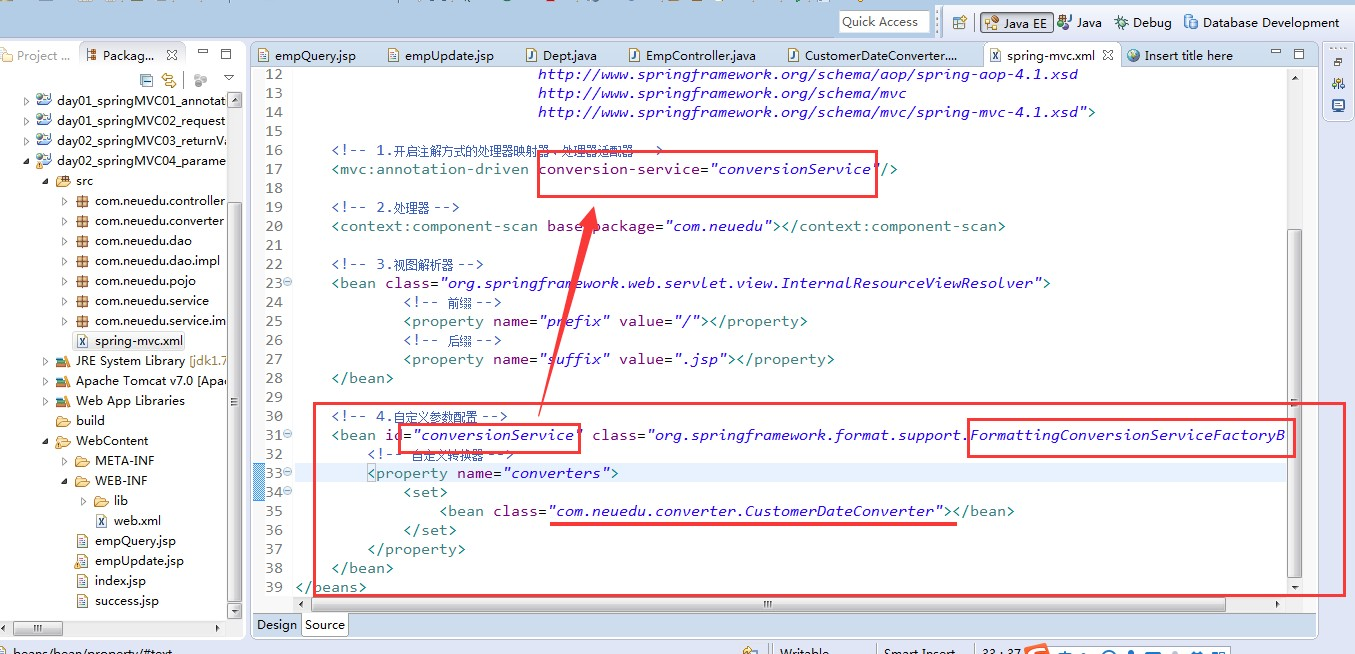 Quick Access
Java EE
Java
Debug
Database Development
Project ...
Packag...
empQuery.jsp
empUpdate.jsp
Dept.java
EmpController.java
CustomerDateConverter....
spring-mvc.xml
Insert title here
day01_springMVC01_annotat
day01_springMVC02_request
day02_springMVC03_returnVa
day02_springMVC04_parame
src
com.neuedu.controller
com.neuedu.converter
com.neuedu.dao
com.neuedu.dao.impl
com.neuedu.pojo
com.neuedu.service
com.neuedu.service.im
spring-mvc.xml
JRE System Library [jdk1.7
Apache Tomcat v7.0 [Apac
Web App Libraries
build
WebContent
META-INF
WEB-INF
lib
web.xml
empQuery.jsp
empUpdate.jsp
index.jsp
success.jsp
12 http://www.springframework.org/schema/aop/spring-aop-4.1.xsd
13 http://www.springframework.org/schema/mvc
14 http://www.springframework.org/schema/mvc/spring-mvc-4.1.xsd">
15
16 <!-- 1.开启注解方式的处理器映射器、处理器适配器 -->
17 <mvc:annotation-driven conversion-service="conversionService"/>
18
19 <!-- 2.处理器 -->
20 <context:component-scan base-package="com.neuedu"></context:component-scan>
21
22 <!-- 3.视图解析器 -->
23 <bean class="org.springframework.web.servlet.view.InternalResourceViewResolver">
24 <!-- 前缀 -->
25 <property name="prefix" value="/"></property>
26 <!-- 后缀 -->
27 <property name="suffix" value=".jsp"></property>
28 </bean>
29
30 <!-- 4.自定义参数配置 -->
31 <bean id="conversionService" class="org.springframework.format.support.FormattingConversionServiceFactoryB
32 <!-- 自定义转换器 -->
33 <property name="converters">
34 <set>
35 <bean class="com.neuedu.converter.CustomerDateConverter"></bean>
36 </set>
37 </property>
38 </bean>
39 </beans>
Design
Source
beans/bean/property/#text
Writable
Smart Insert
33 : 37